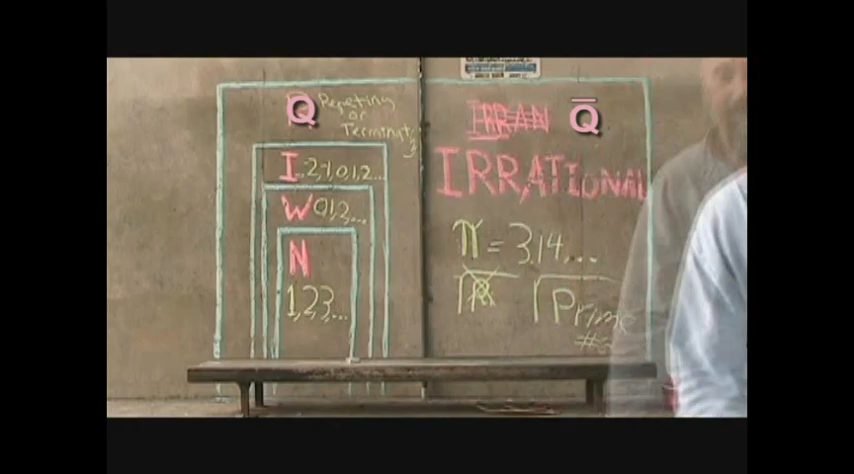 Q Repeting
or
Terminating
I ...-2,-1,0,1,2...
W 0,1,2,...
N
1,2,3,...
IRRAN Q̅
IRRATIONAL
π = 3.14,...
√Prime
#s